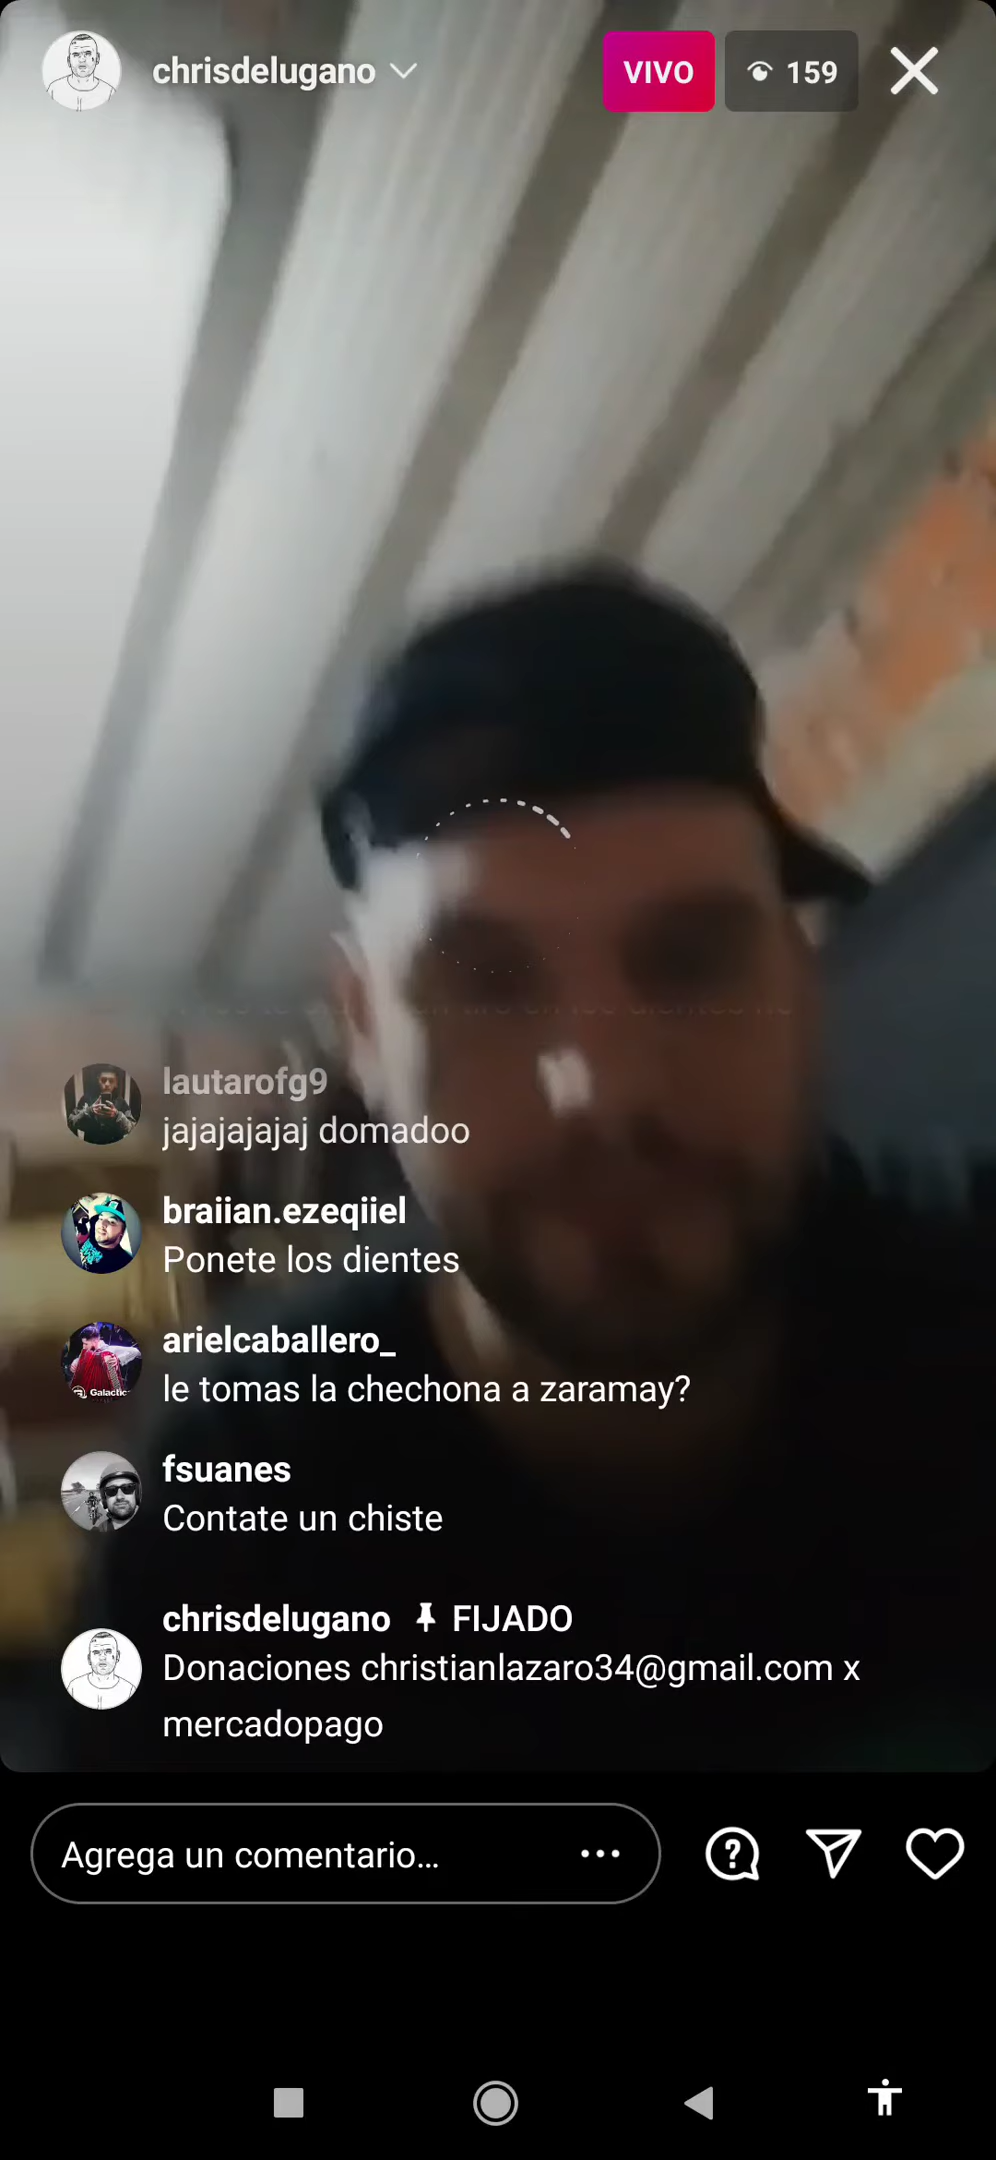 chrisdelugano
VIVO
159
lautarofg9
jajajajajaj domadoo
braiian.ezeqiiel
Ponete los dientes
arielcaballero_
Galactic
le tomas la chechona a zaramay?
fsuanes
Contate un chiste
chrisdelugano FIJADO
Donaciones christianlazaro34@gmail.com x
mercadopago
Agrega un comentario...